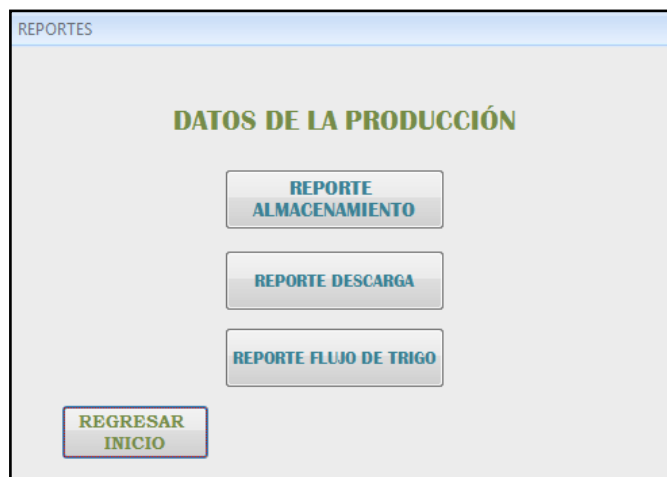 REPORTES
DATOS DE LA PRODUCCIÓN
REPORTE
ALMACENAMIENTO
REPORTE DESCARGA
REPORTE FLUJO DE TRIGO
REGRESAR
INICIO